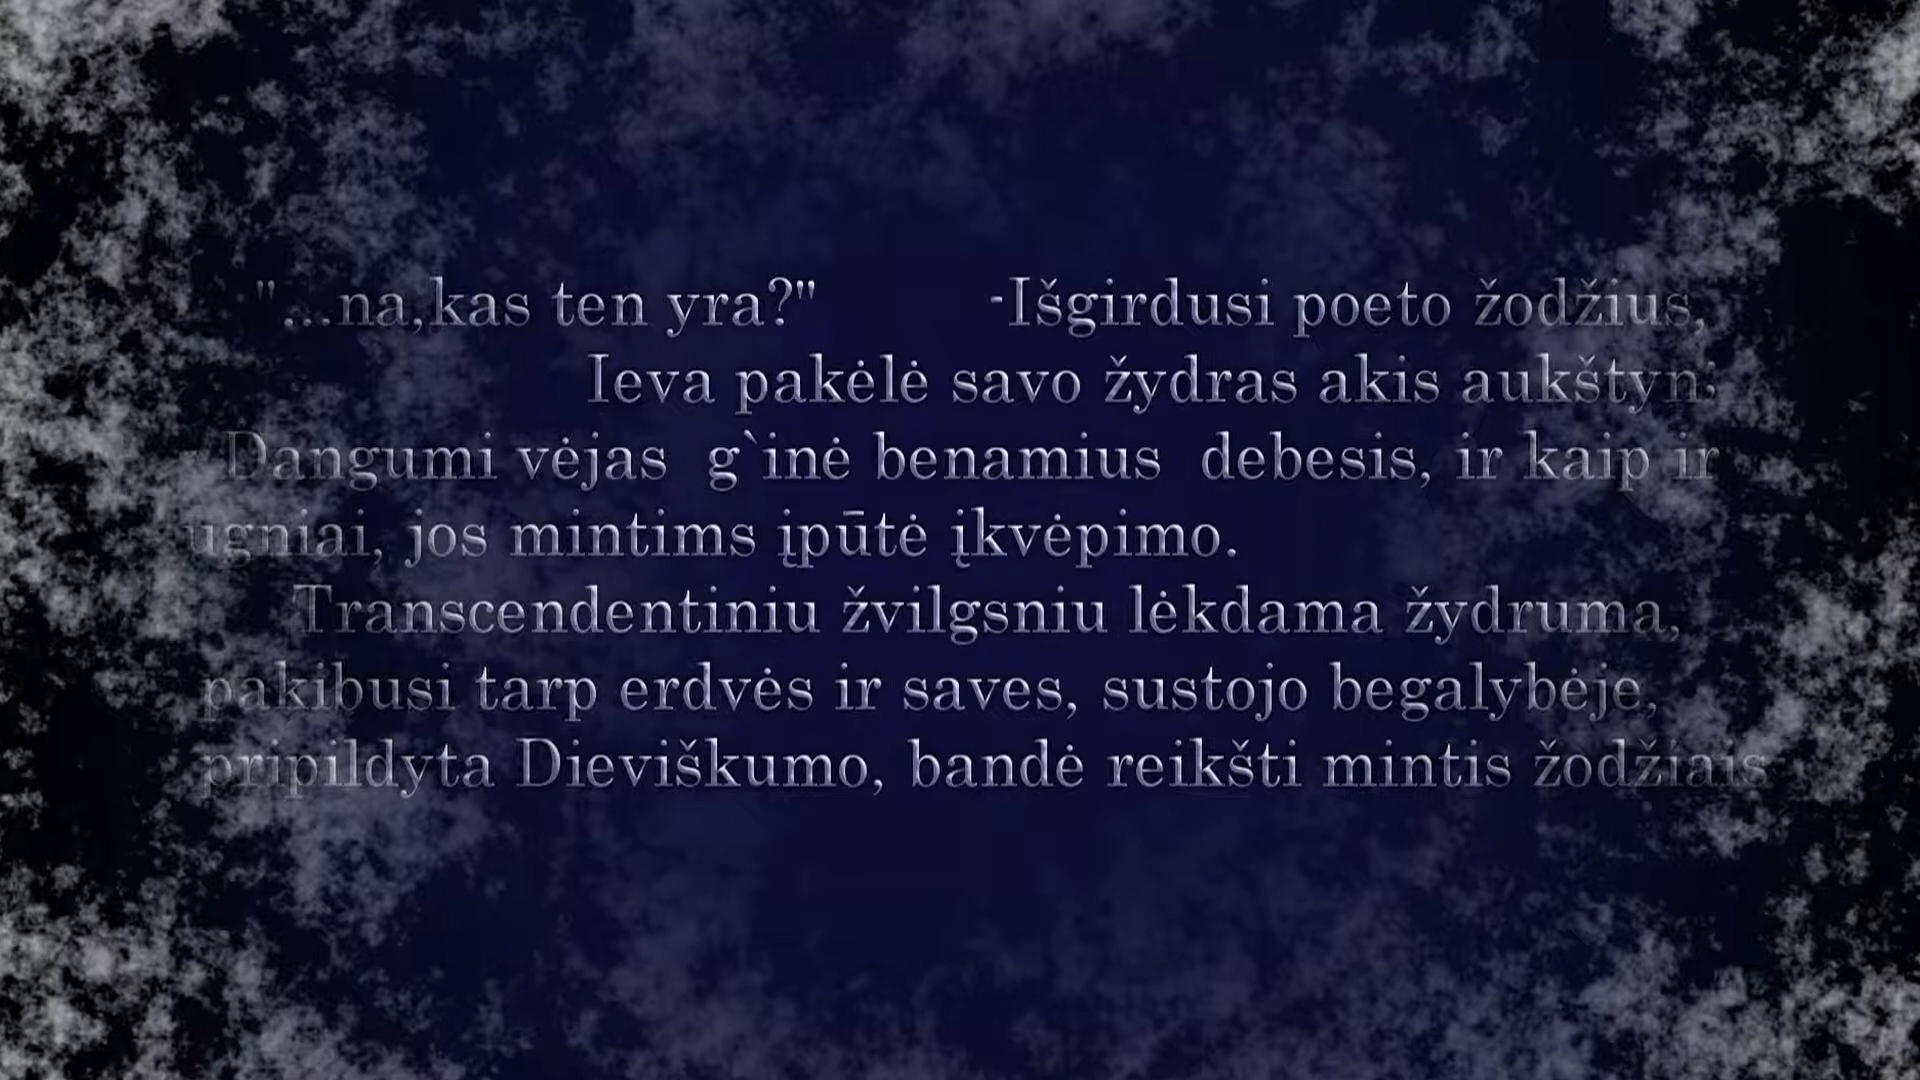 "...na,kas ten yra?" -Išgirdusi poeto žodžius,
Ieva pakėlė savo žydras akis aukštyn:
Dangumi vėjas g`inė benamius debesis, ir kaip ir
ugniai, jos mintims įpūtė įkvėpimo.
Transcendentiniu žvilgsniu lėkdama žydruma,
pakibusi tarp erdvės ir saves, sustojo begalybėje,
pripildyta Dieviškumo, bandė reikšti mintis žodžiais